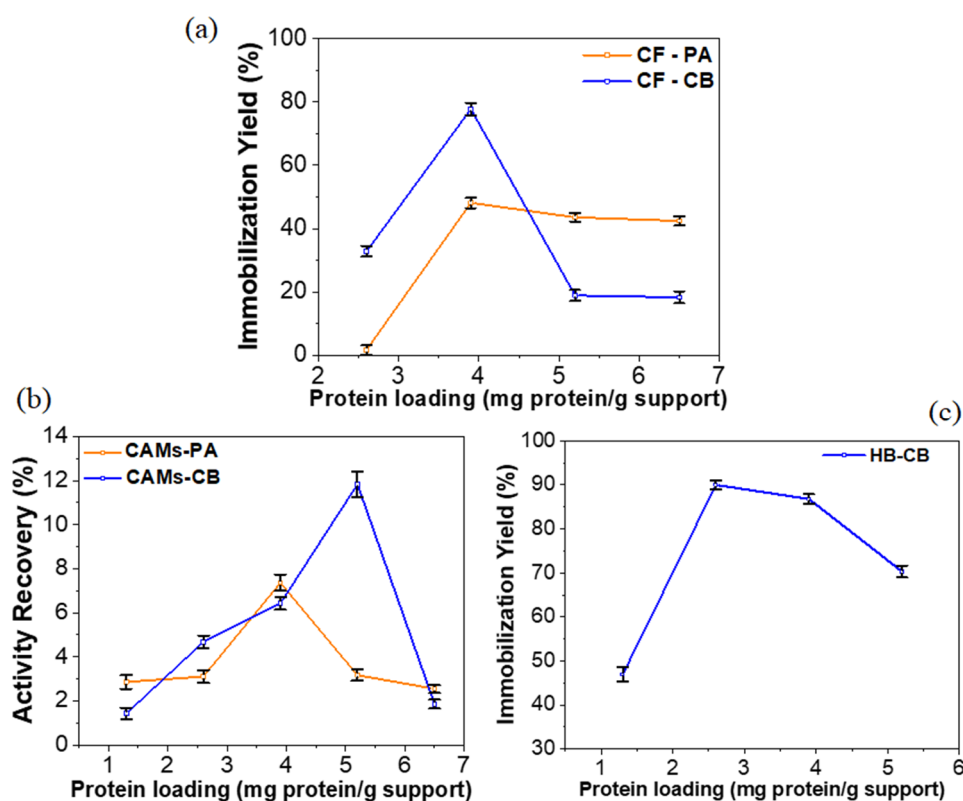 (a)
Immobilization Yield (%)
100
80
60
40
20
0
CF - PA
CF - CB
2 3 4 5 6 7
Protein loading (mg protein/g support)
(b)
Activity Recovery (%)
14
12
10
8
6
4
2
0
CAMs-PA
CAMs-CB
0 1 2 3 4 5 6 7
Protein loading (mg protein/g support)
(c)
Immobilization Yield (%)
100
90
80
70
60
50
40
30
HB-CB
1 2 3 4 5 6
Protein loading (mg protein/g support)